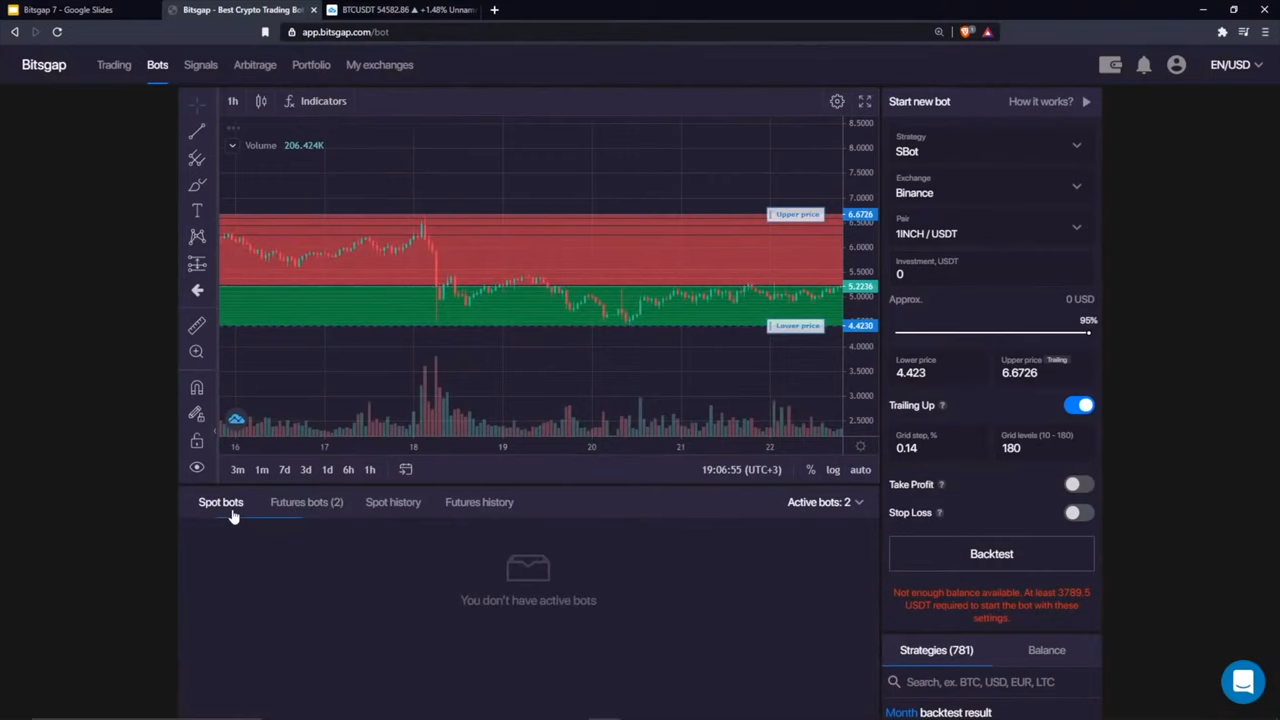 Bitsgap 7 - Google Slides
Bitsgap - Best Crypto Trading Bo
BTCUSDT 54582.86 ▲ +1.48% Unnam
app.bitsgap.com/bot
Bitsgap
Trading
Bots
Signals
Arbitrage
Portfolio
My exchanges
EN/USD
1h
Indicators
Volume 206.424K
Upper price
Lower price
8.5000
8.0000
7.5000
7.0000
6.6726
6.5000
6.0000
5.5000
5.2236
5.0000
4.4230
4.0000
3.5000
3.0000
2.5000
16
17
18
19
20
21
22
3m
1m
7d
3d
1d
6h
1h
19:06:55 (UTC+3)
%
log
auto
Spot bots
Futures bots (2)
Spot history
Futures history
Active bots: 2
You don't have active bots
Start new bot
How it works?
Strategy
SBot
Exchange
Binance
Pair
1INCH / USDT
Investment, USDT
0
Approx.
0 USD
95%
Lower price
4.423
Upper price Trailing
6.6726
Trailing Up ?
Grid step, %
0.14
Grid levels (10 - 180)
180
Take Profit ?
Stop Loss ?
Backtest
Not enough balance available. At least 3789.5
USDT required to start the bot with these
settings.
Strategies (781)
Balance
Search, ex. BTC, USD, EUR, LTC
Month backtest result